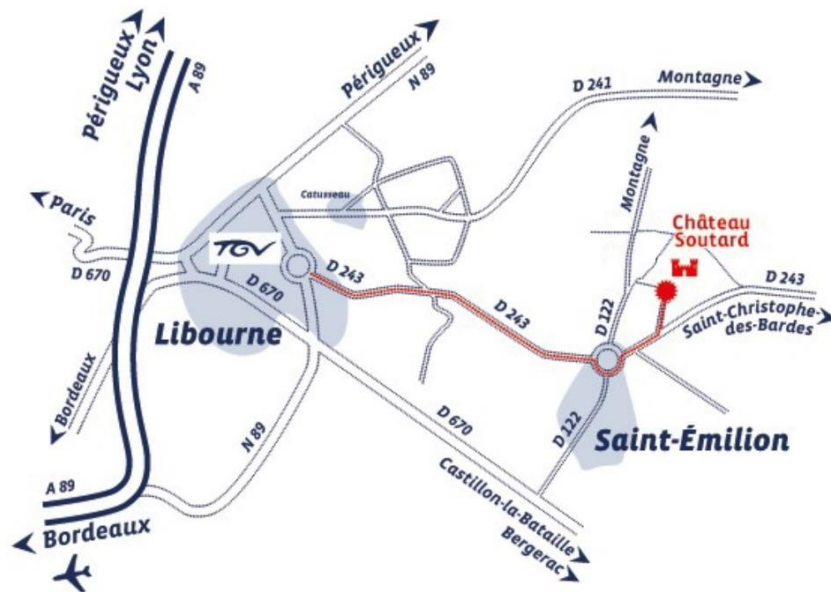 Périgueux
Lyon
A 89
Périgueux
N 89
D 241
Montagne
Paris
D 670
TGV
Catusseau
Montagne
Château
Soutard
D 243
D 670
D 243
D 243
D 122
Saint-Christophe-
des-Bardes
Libourne
Bordeaux
N 89
D 670
D 122
Saint-Émilion
A 89
Bordeaux
Castillon-la-Bataille
Bergerac